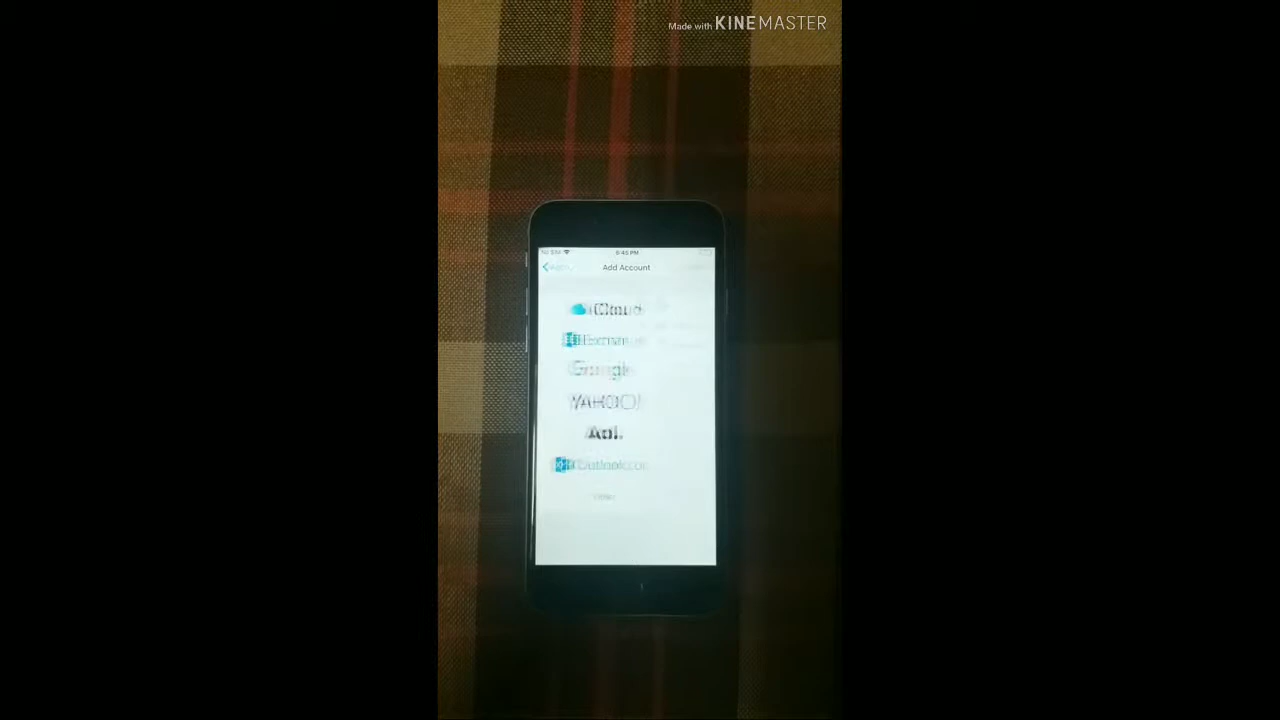 Made with KINEMASTER
Add Account
iCloud
Exchange
Google
YAHOO!
Aol.
Outlook.com